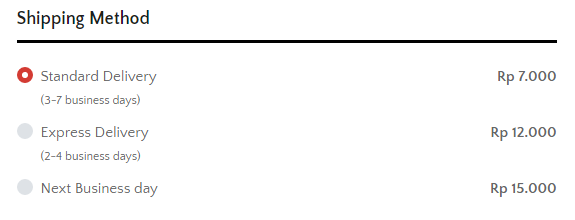 Shipping Method
Standard Delivery Rp 7.000
(3-7 business days)
Express Delivery Rp 12.000
(2-4 business days)
Next Business day Rp 15.000